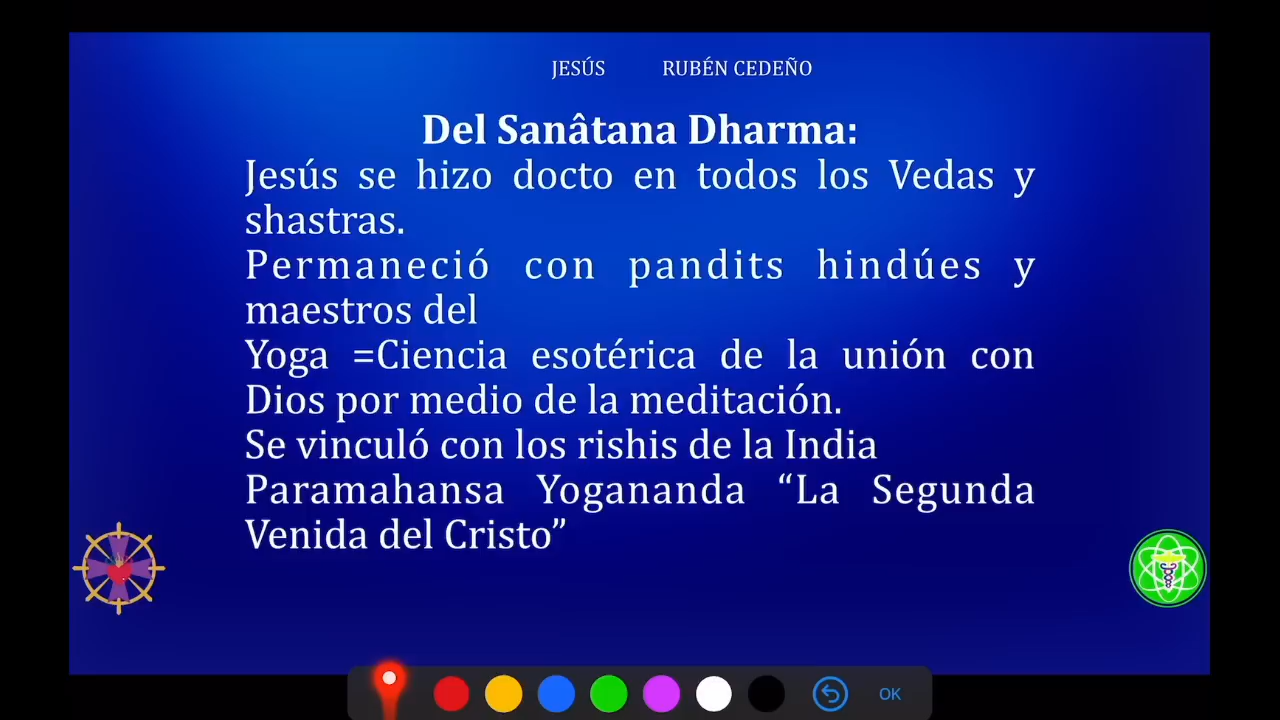 JESÚS RUBÉN CEDEÑO
Del Sanâtana Dharma:
Jesús se hizo docto en todos los Vedas y
shastras.
Permaneció con pandits hindúes y
maestros del
Yoga =Ciencia esotérica de la unión con
Dios por medio de la meditación.
Se vinculó con los rishis de la India
Paramahansa Yogananda “La Segunda
Venida del Cristo”
OK